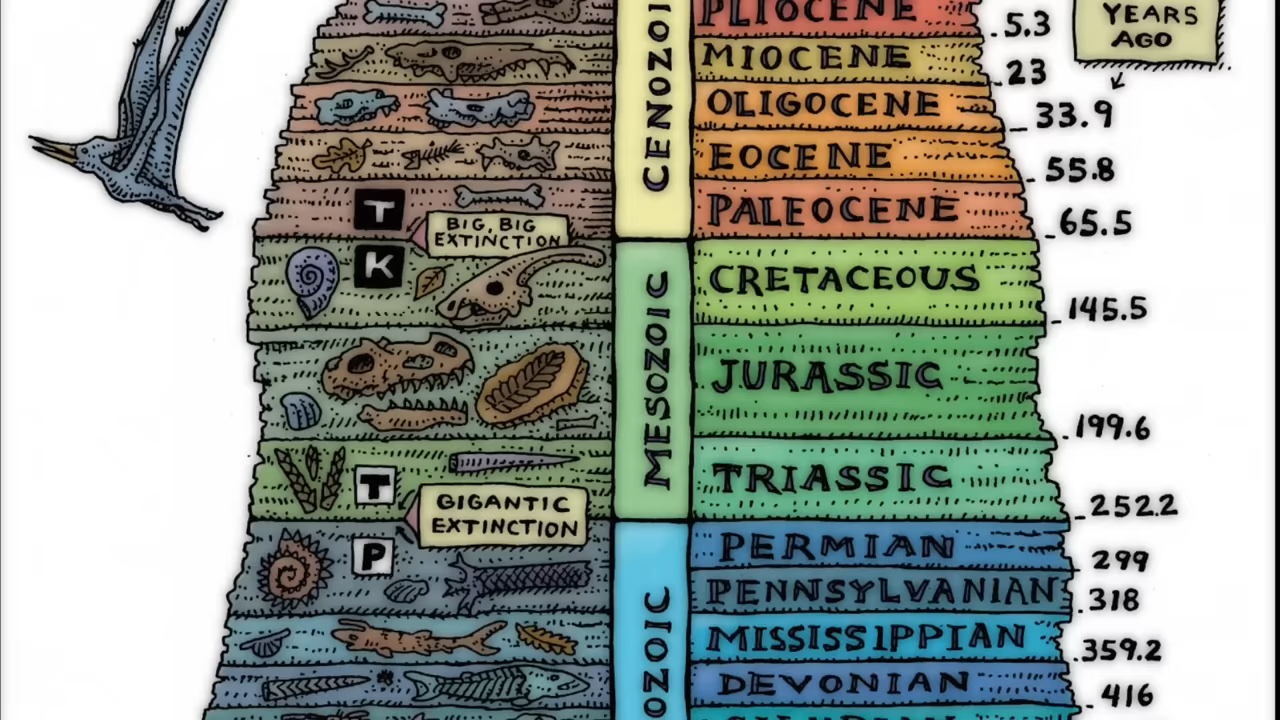 PLIOCENE
5.3
YEARS
AGO
MIOCENE
23
OLIGOCENE
33.9
EOCENE
55.8
T
PALEOCENE
65.5
BIG, BIG
EXTINCTION
K
CENOZOI
CRETACEOUS
145.5
JURASSIC
199.6
MESOZOIC
TRIASSIC
252.2
T
GIGANTIC
EXTINCTION
P
PERMIAN
299
PENNSYLVANIAN
318
MISSISSIPPIAN
359.2
OZOIC
DEVONIAN
416